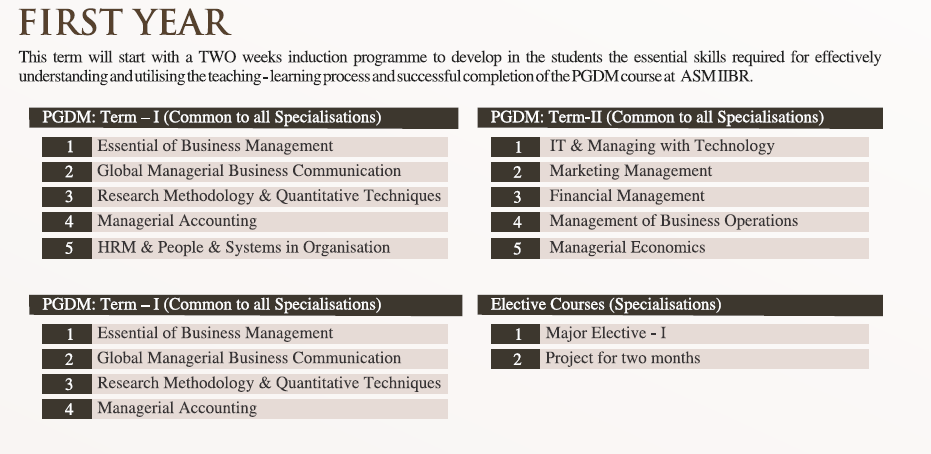 FIRST YEAR
This term will start with a TWO weeks induction programme to develop in the students the essential skills required for effectively
understanding and utilising the teaching - learning process and successful completion of the PGDM course at ASM IIBR.
PGDM: Term – I (Common to all Specialisations)
1 Essential of Business Management
2 Global Managerial Business Communication
3 Research Methodology & Quantitative Techniques
4 Managerial Accounting
5 HRM & People & Systems in Organisation
PGDM: Term-II (Common to all Specialisations)
1 IT & Managing with Technology
2 Marketing Management
3 Financial Management
4 Management of Business Operations
5 Managerial Economics
PGDM: Term – I (Common to all Specialisations)
1 Essential of Business Management
2 Global Managerial Business Communication
3 Research Methodology & Quantitative Techniques
4 Managerial Accounting
Elective Courses (Specialisations)
1 Major Elective - I
2 Project for two months